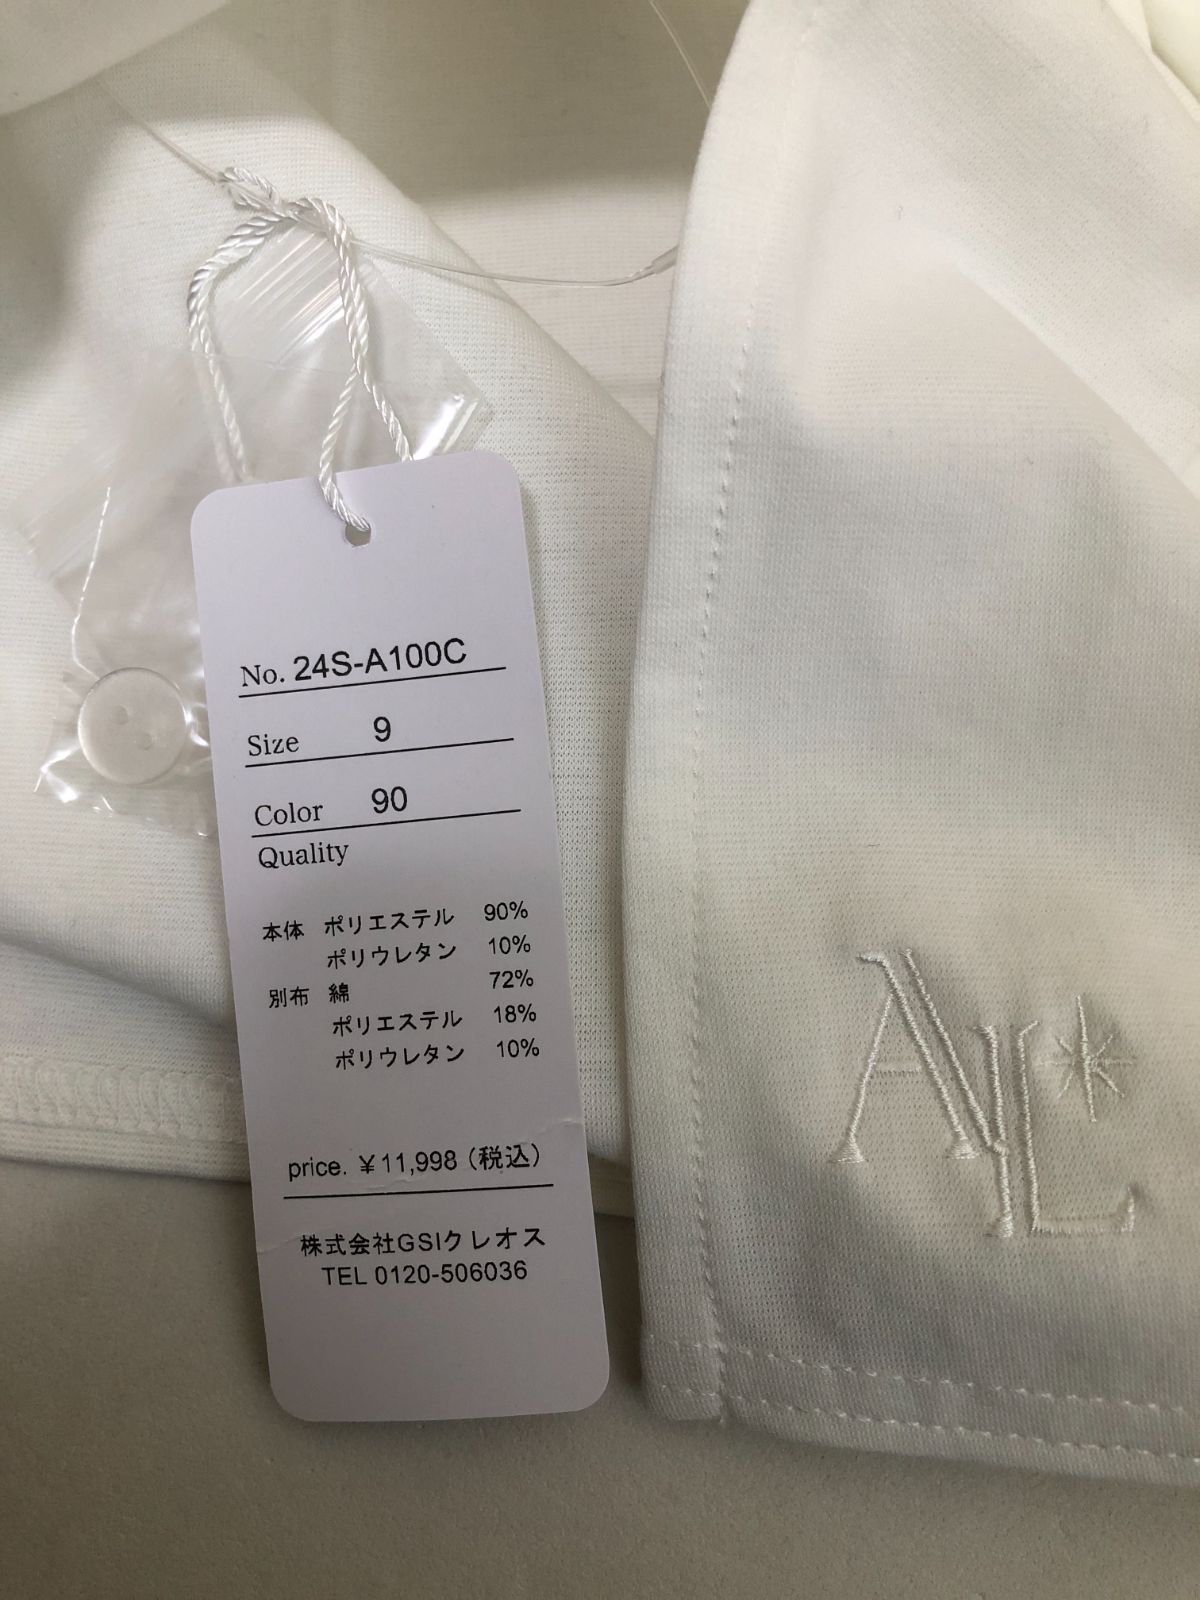 No. 24S-A100C
Size 9
Color 90
Quality
本体 ポリエステル 90%
ポリウレタン 10%
別布 綿 72%
ポリエステル 18%
ポリウレタン 10%
price. ¥11,998(税込)
株式会社GSIクレオス
TEL 0120-506036
AYL*